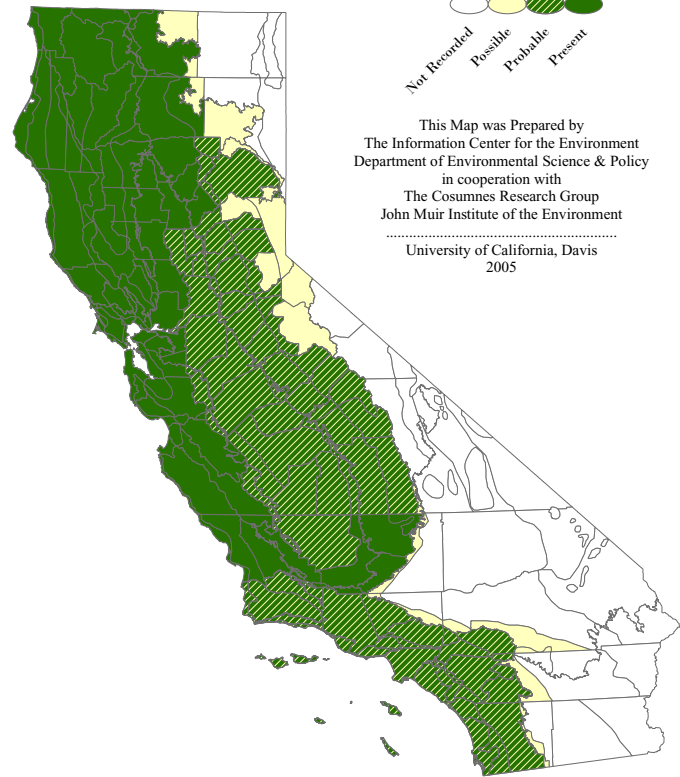 Not Recorded
Possible
Probable
Present
This Map was Prepared by
The Information Center for the Environment
Department of Environmental Science & Policy
in cooperation with
The Cosumnes Research Group
John Muir Institute of the Environment
..........................................................
University of California, Davis
2005